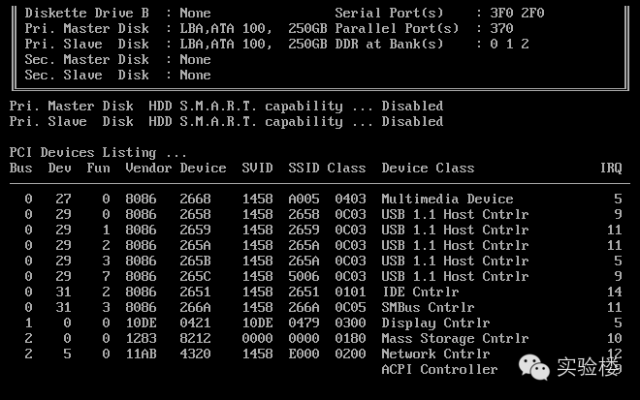 Diskette Drive B : None Serial Port(s) : 3F0 2F0
Pri. Master Disk : LBA,ATA 100, 250GB Parallel Port(s) : 370
Pri. Slave Disk : LBA,ATA 100, 250GB DDR at Bank(s) : 0 1 2
Sec. Master Disk : None
Sec. Slave Disk : None
Pri. Master Disk HDD S.M.A.R.T. capability ... Disabled
Pri. Slave Disk HDD S.M.A.R.T. capability ... Disabled
PCI Devices Listing ...
Bus Dev Fun Vendor Device SVID SSID Class Device Class IRQ
0 27 0 8086 2668 1458 A005 0403 Multimedia Device 5
0 29 0 8086 2658 1458 2658 0C03 USB 1.1 Host Cntrlr 9
0 29 1 8086 2659 1458 2659 0C03 USB 1.1 Host Cntrlr 11
0 29 2 8086 265A 1458 265A 0C03 USB 1.1 Host Cntrlr 11
0 29 3 8086 265B 1458 265A 0C03 USB 1.1 Host Cntrlr 5
0 29 7 8086 265C 1458 5006 0C03 USB 1.1 Host Cntrlr 9
0 31 2 8086 2651 1458 2651 0101 IDE Cntrlr 14
0 31 3 8086 266A 1458 266A 0C05 SMBus Cntrlr 11
1 0 0 10DE 0421 10DE 0479 0300 Display Cntrlr 5
2 0 0 1283 8212 0000 0000 0180 Mass Storage Cntrlr 10
2 5 0 11AB 4320 1458 E000 0200 Network Cntrlr 12
ACPI Controller 9
实验楼